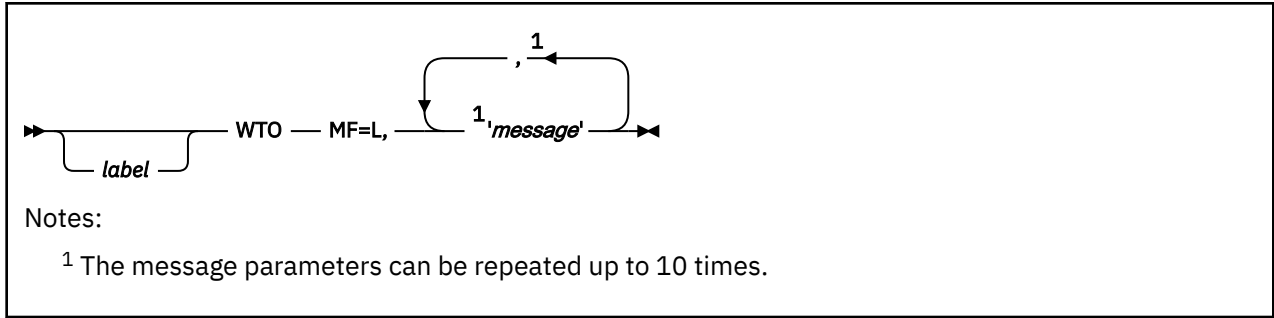 , 1
WTO MF=L, 1 'message'
label
Notes:
1 The message parameters can be repeated up to 10 times.